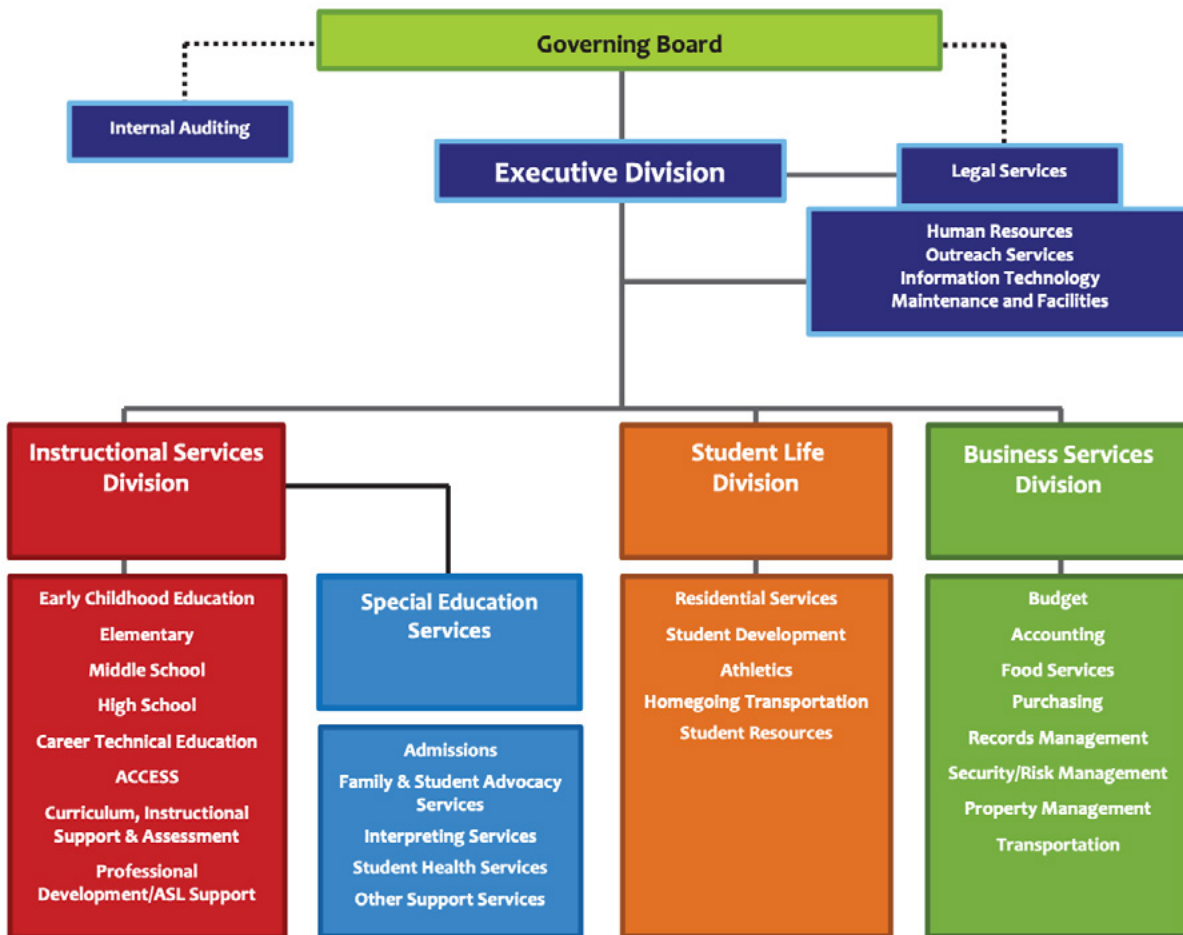 Governing Board
Internal Auditing
Executive Division
Legal Services
Human Resources
Outreach Services
Information Technology
Maintenance and Facilities
Instructional Services
Division
Early Childhood Education
Elementary
Middle School
High School
Career Technical Education
ACCESS
Curriculum, Instructional
Support & Assessment
Professional
Development/ASL Support
Special Education
Services
Admissions
Family & Student Advocacy
Services
Interpreting Services
Student Health Services
Other Support Services
Student Life
Division
Residential Services
Student Development
Athletics
Homegoing Transportation
Student Resources
Business Services
Division
Budget
Accounting
Food Services
Purchasing
Records Management
Security/Risk Management
Property Management
Transportation